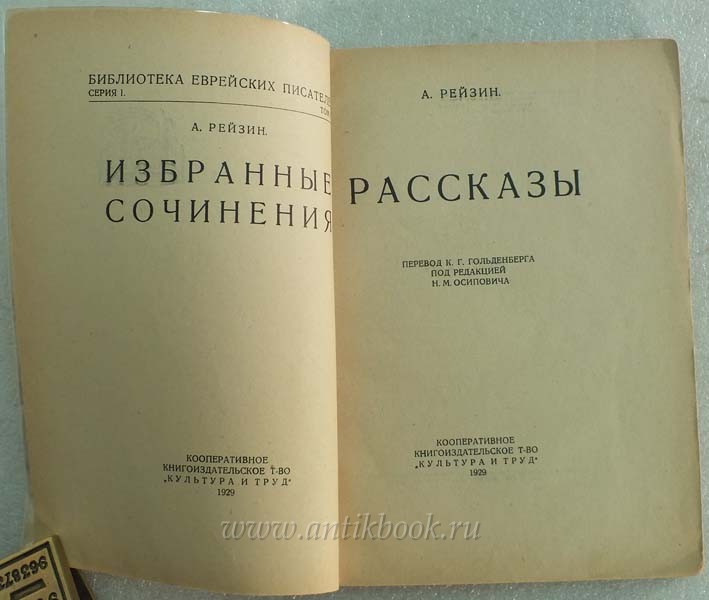 БИБЛИОТЕКА ЕВРЕЙСКИХ
СЕРИЯ I.
ТОМ
А. РЕЙЗИН.
ИЗБРАННЫЕ
СОЧИНЕНИЯ
КООПЕРАТИВНОЕ
КНИГОИЗДАТЕЛЬСКОЕ Т-ВО
„КУЛЬТУРА И ТРУД“
1929
А. РЕЙЗИН.
РАССКАЗЫ
ПЕРЕВОД К. Г. ГОЛЬДЕНБЕРГА
ПОД РЕДАКЦИЕЙ
Н. М. ОСИПОВИЧА
КООПЕРАТИВНОЕ
КНИГОИЗДАТЕЛЬСКОЕ Т-ВО
„КУЛЬТУРА И ТРУД“
1929
www.antikbook.ru